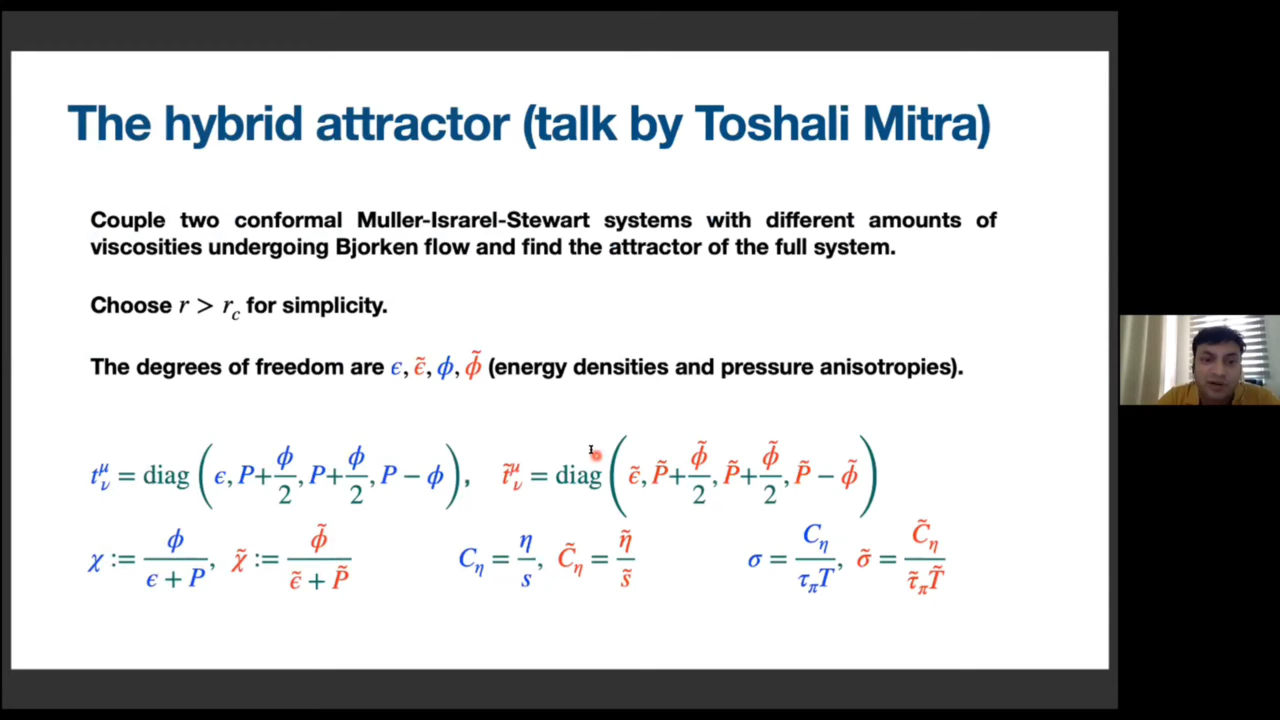 The hybrid attractor (talk by Toshali Mitra)
Couple two conformal Muller-Israrel-Stewart systems with different amounts of
viscosities undergoing Bjorken flow and find the attractor of the full system.
Choose r > r_c for simplicity.
The degrees of freedom are ϵ, ϵ̃, ϕ, ϕ̃ (energy densities and pressure anisotropies).
t^μ_ν = diag (ϵ, P+ϕ/2, P+ϕ/2, P − ϕ), t̃^μ_ν = diag (ϵ̃, P̃+ϕ̃/2, P̃+ϕ̃/2, P̃ − ϕ̃)
χ := ϕ/(ϵ + P), χ̃ := ϕ̃/(ϵ̃ + P̃) C_η = η/s, C̃_η = η̃/s̃ σ = C_η/(τ_π T), σ̃ = C̃_η/(τ̃_π T̃)